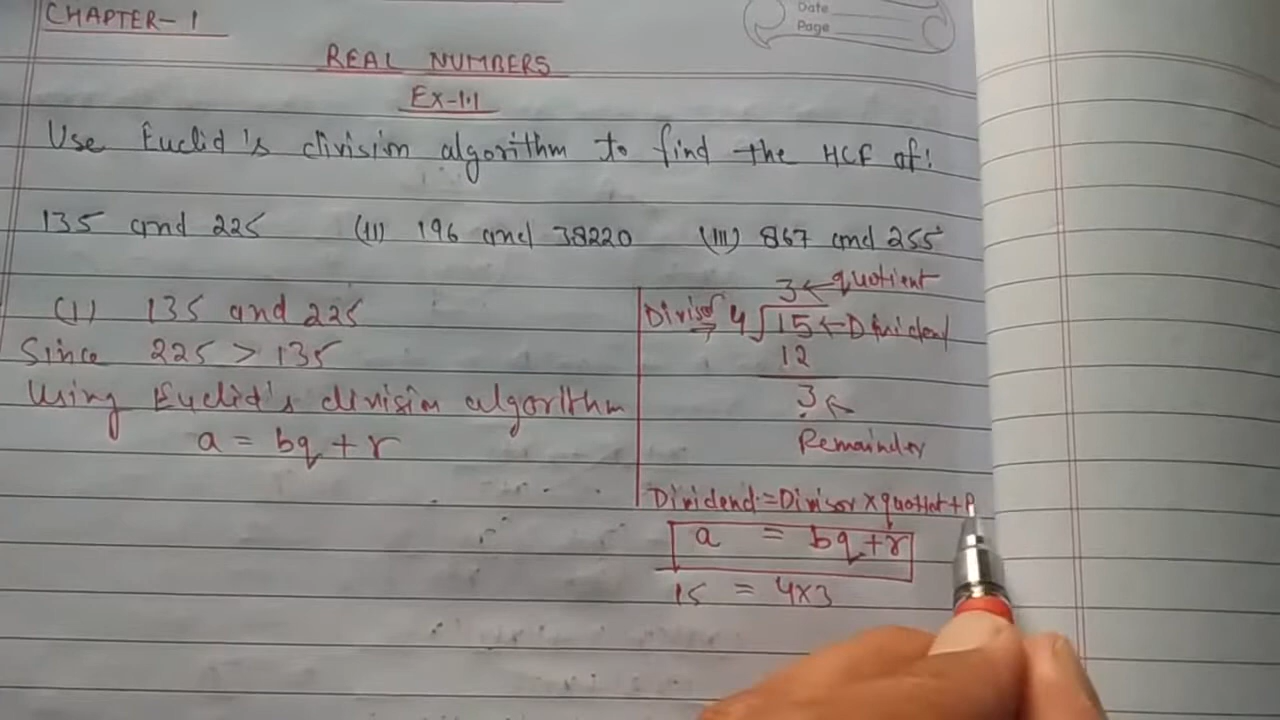 CHAPTER- 1
Date
Page
REAL NUMBERS
EX-1.1
Use Euclid's division algorithm to find the HCF of:
135 and 225 (II) 196 and 38220 (III) 867 and 255
(I) 135 and 225
Since 225 > 135
Using Euclid's division algorithm
a = bq + r
3 ← quotient
Divisor → 4 15 ← Dividend
12
3 ←
Remainder
Dividend = Divisor × quotient + R
a = bq + r
15 = 4×3